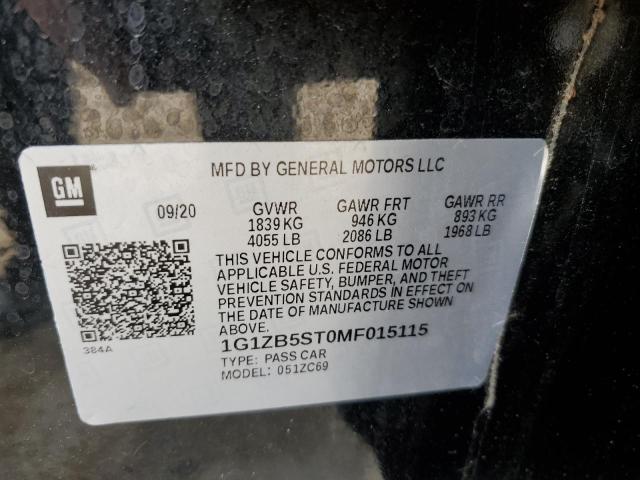 GM
MFD BY GENERAL MOTORS LLC
09/20 GVWR GAWR FRT GAWR RR
1839 KG 946 KG 893 KG
4055 LB 2086 LB 1968 LB
THIS VEHICLE CONFORMS TO ALL
APPLICABLE U.S. FEDERAL MOTOR
VEHICLE SAFETY, BUMPER, AND THEFT
PREVENTION STANDARDS IN EFFECT ON
THE DATE OF MANUFACTURE SHOWN
ABOVE.
384A
1G1ZB5ST0MF015115
TYPE: PASS CAR
MODEL: 051ZC69